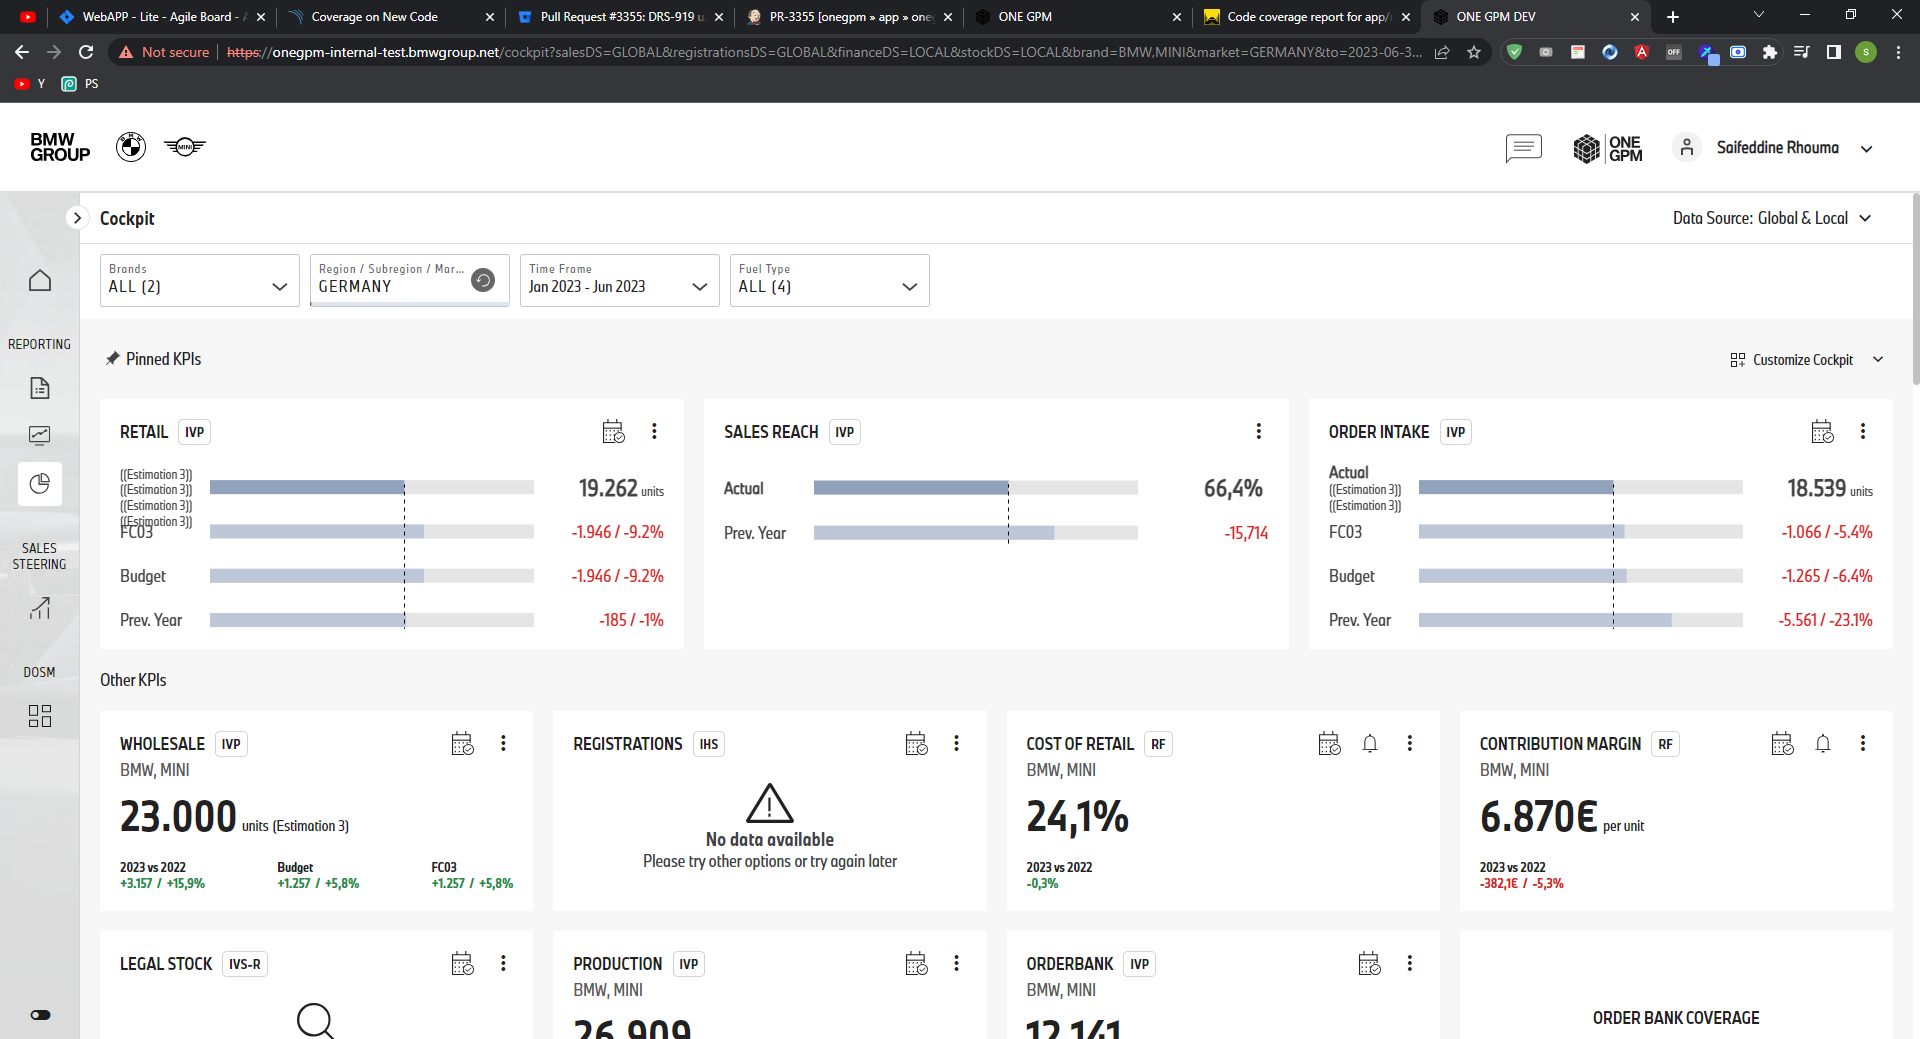 WebAPP - Lite - Agile Board -
Coverage on New Code
Pull Request #3355: DRS-919
PR-3355 [onegpm » app » one
ONE GPM
Code coverage report for app/
ONE GPM DEV
Not secure
https://onegpm-internal-test.bmwgroup.net/cockpit?salesDS=GLOBAL&registrationsDS=GLOBAL&financeDS=LOCAL&stockDS=LOCAL&brand=BMW,MINI&market=GERMANY&to=2023-06-3...
OFF
S
Y
PS
BMW
GROUP
MINI
ONE
GPM
Saifeddine Rhouma
Cockpit
Data Source: Global & Local
Brands
ALL (2)
Region / Subregion / Mar...
GERMANY
Time Frame
Jan 2023 - Jun 2023
Fuel Type
ALL (4)
REPORTING
SALES
STEERING
DOSM
Pinned KPIs
Customize Cockpit
RETAIL IVP
((Estimation 3))
((Estimation 3))
((Estimation 3))
((Estimation 3))
19.262 units
FC03
-1.946 / -9.2%
Budget
-1.946 / -9.2%
Prev. Year
-185 / -1%
SALES REACH IVP
Actual
66,4%
Prev. Year
-15,714
ORDER INTAKE IVP
Actual
((Estimation 3))
((Estimation 3))
18.539 units
FC03
-1.066 / -5.4%
Budget
-1.265 / -6.4%
Prev. Year
-5.561 / -23.1%
Other KPIs
WHOLESALE IVP
BMW, MINI
23.000 units (Estimation 3)
2023 vs 2022
+3.157 / +15,9%
Budget
+1.257 / +5,8%
FC03
+1.257 / +5,8%
REGISTRATIONS IHS
No data available
Please try other options or try again later
COST OF RETAIL RF
BMW, MINI
24,1%
2023 vs 2022
-0,3%
CONTRIBUTION MARGIN RF
BMW, MINI
6.870€ per unit
2023 vs 2022
-382,1€ / -5,3%
LEGAL STOCK IVS-R
PRODUCTION IVP
BMW, MINI
26.909
ORDERBANK IVP
BMW, MINI
12.141
ORDER BANK COVERAGE